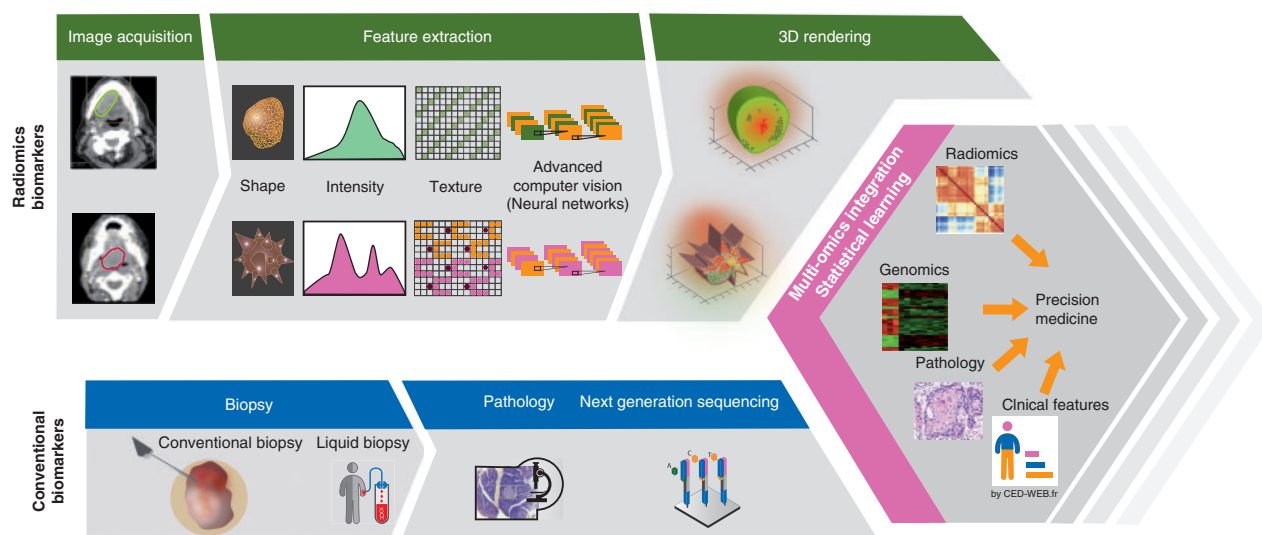 Image acquisition
Feature extraction
3D rendering
Radiomics
biomarkers
Shape
Intensity
Texture
Advanced
computer vision
(Neural networks)
Multi-omics integration
Statistical learning
Radiomics
Genomics
Precision
medicine
Pathology
Clnical features
by CED-WEB.fr
Conventional
biomarkers
Biopsy
Pathology
Next generation sequencing
Conventional biopsy
Liquid biopsy
A
C
T